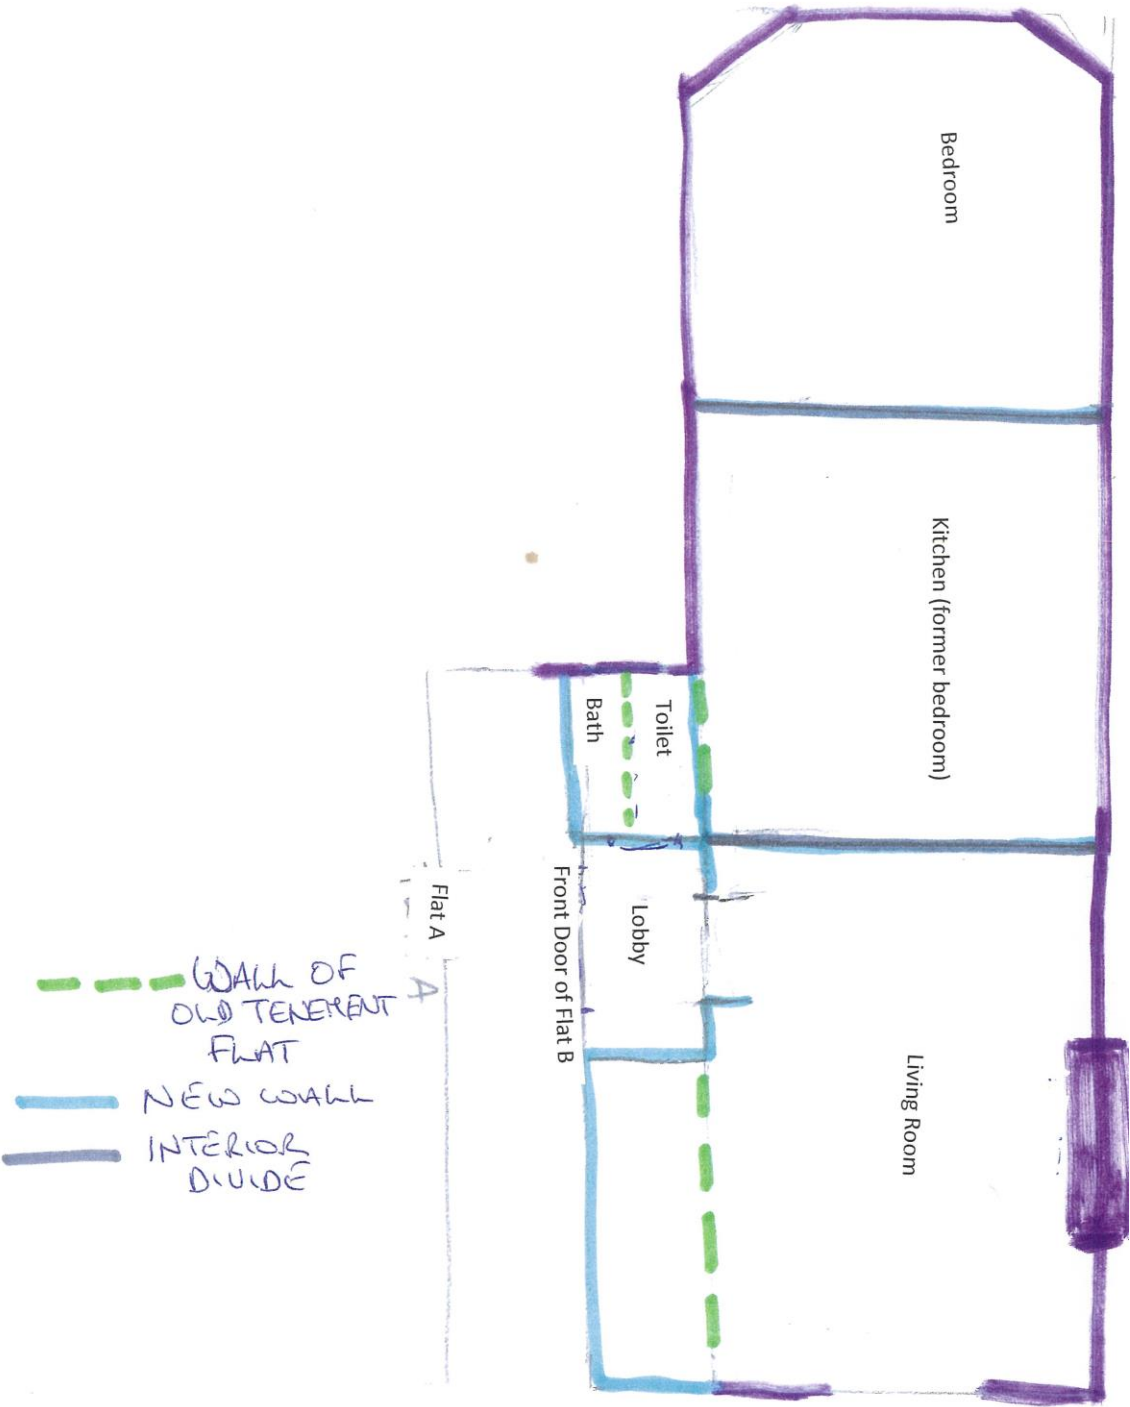 Bedroom
Kitchen (former bedroom)
Toilet
Bath
Lobby
Front Door of Flat B
Living Room
Flat A
A
WALL OF
OLD TENEMENT
FLAT
NEW WALL
INTERIOR
DIVIDE